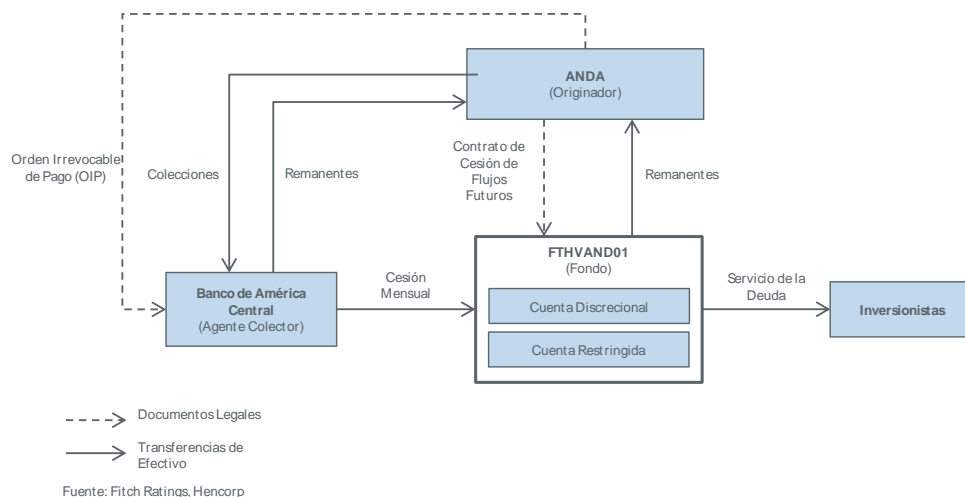 ANDA
(Originador)
Orden Irrevocable
de Pago (OIP)
Colecciones
Remanentes
Contrato de
Cesión de
Flujos
Futuros
Remanentes
FTHVAND01
(Fondo)
Cuenta Discrecional
Cuenta Restringida
Banco de América
Central
(Agente Colector)
Cesión
Mensual
Servicio de la
Deuda
Inversionistas
Documentos Legales
Transferencias de
Efectivo
Fuente: Fitch Ratings, Hencorp